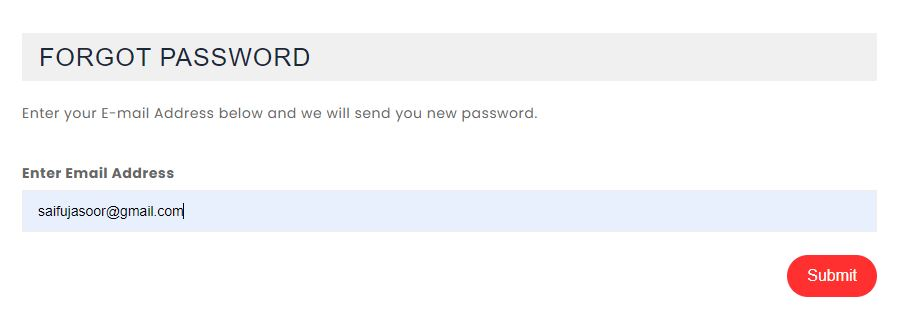 FORGOT PASSWORD
Enter your E-mail Address below and we will send you new password.
Enter Email Address
saifujasoor@gmail.com
Submit